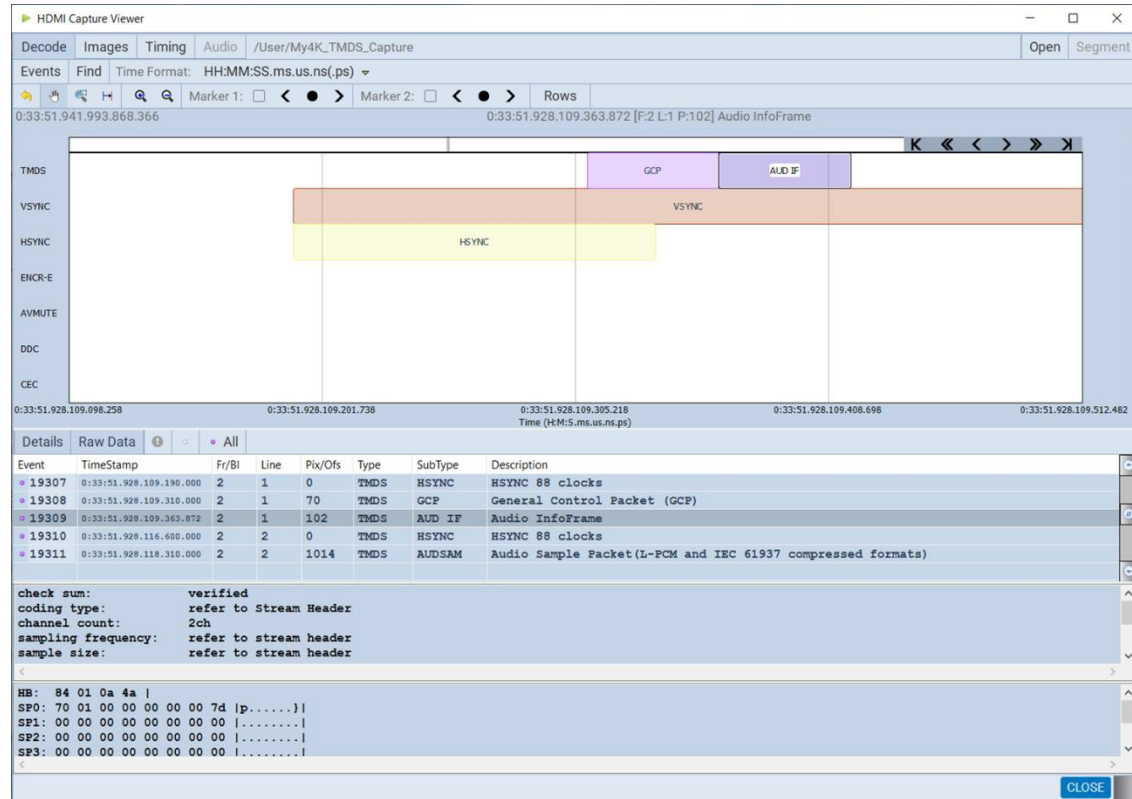 HDMI Capture Viewer
Decode Images Timing Audio /User/My4K_TMDS_Capture Open Segment
Events Find Time Format: HH:MM:SS.ms.us.ns(.ps)
Marker 1: Marker 2: Rows
0:33:51.941.993.868.366 0:33:51.928.109.363.872 [F:2 L:1 P:102] Audio InfoFrame
TMDS GCP AUD IF
VSYNC VSYNC
HSYNC HSYNC
ENCR-E
AVMUTE
DDC
CEC
0:33:51.928.109.098.258 0:33:51.928.109.201.738 0:33:51.928.109.305.218 0:33:51.928.109.408.698 0:33:51.928.109.512.482
Time (H:M:S.ms.us.ns.ps)
Details Raw Data All
Event TimeStamp Fr/Bl Line Pix/Ofs Type SubType Description
19307 0:33:51.928.109.190.000 2 1 0 TMDS HSYNC HSYNC 88 clocks
19308 0:33:51.928.109.310.000 2 1 70 TMDS GCP General Control Packet (GCP)
19309 0:33:51.928.109.363.872 2 1 102 TMDS AUD IF Audio InfoFrame
19310 0:33:51.928.116.600.000 2 2 0 TMDS HSYNC HSYNC 88 clocks
19311 0:33:51.928.118.310.000 2 2 1014 TMDS AUDSAM Audio Sample Packet(L-PCM and IEC 61937 compressed formats)
check sum: verified
coding type: refer to Stream Header
channel count: 2ch
sampling frequency: refer to stream header
sample size: refer to stream header
HB: 84 01 0a 4a |
SP0: 70 01 00 00 00 00 00 7d |p......}|
SP1: 00 00 00 00 00 00 00 00 |........|
SP2: 00 00 00 00 00 00 00 00 |........|
SP3: 00 00 00 00 00 00 00 00 |........|
CLOSE